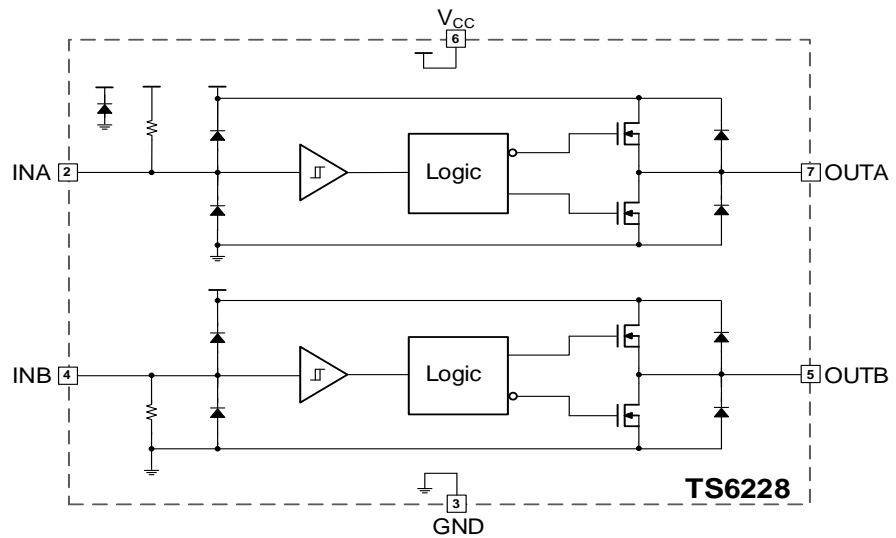 VCC
6
INA 2
Logic
7 OUTA
INB 4
Logic
5 OUTB
TS6228
3
GND